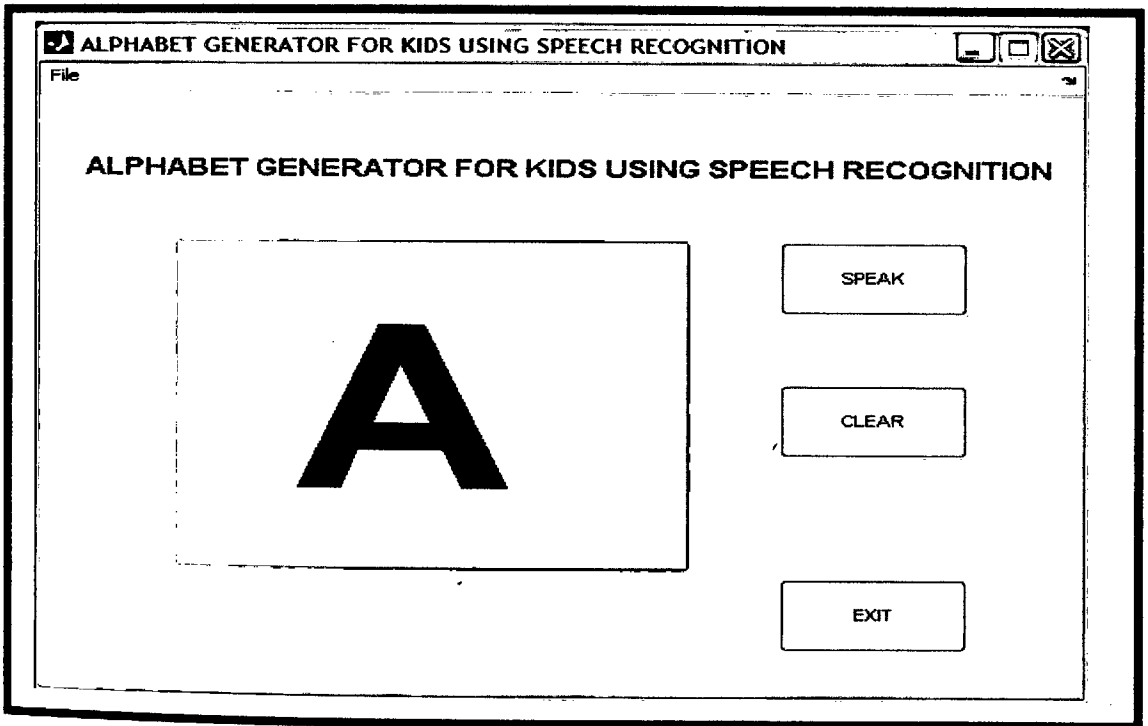 ALPHABET GENERATOR FOR KIDS USING SPEECH RECOGNITION
File
ALPHABET GENERATOR FOR KIDS USING SPEECH RECOGNITION
A
SPEAK
CLEAR
EXIT